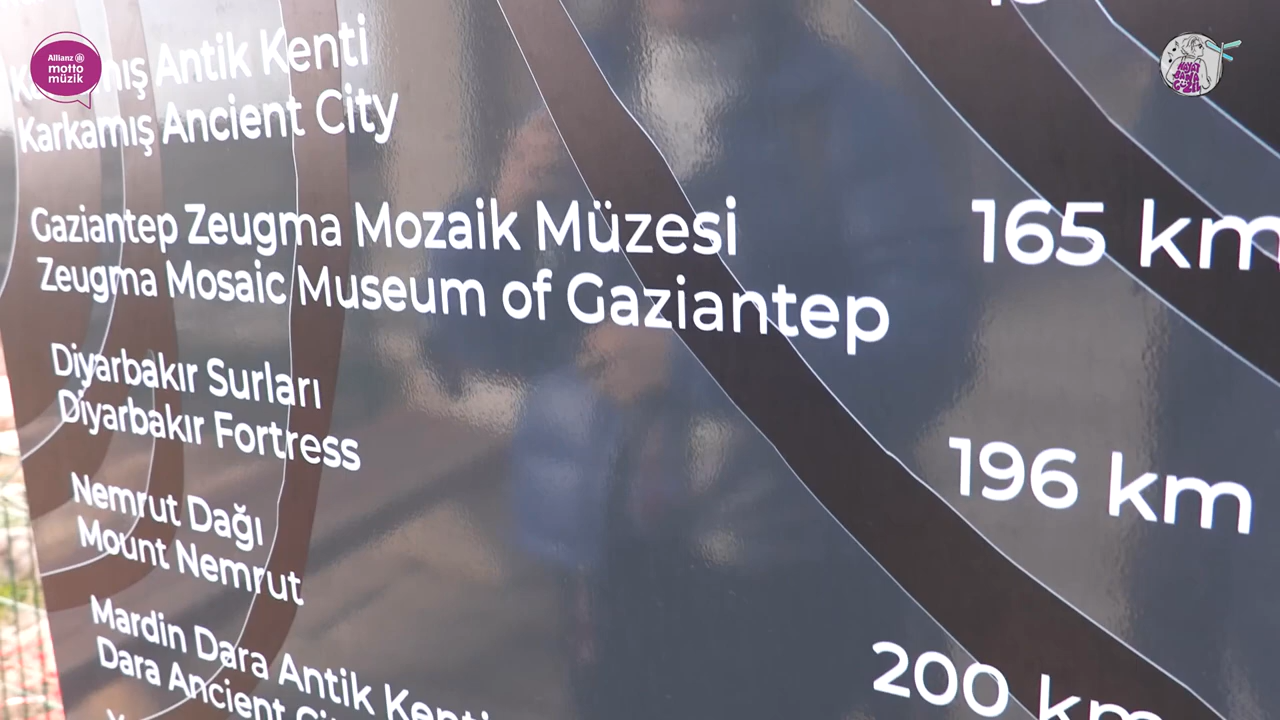 Allianz
motto
müzik
Karkamış Antik Kenti
Karkamış Ancient City
Gaziantep Zeugma Mozaik Müzesi
Zeugma Mosaic Museum of Gaziantep
165 km
Diyarbakır Surları
Diyarbakır Fortress
196 km
Nemrut Dağı
Mount Nemrut
200 km
Mardin Dara Antik Kenti
Dara Ancient City